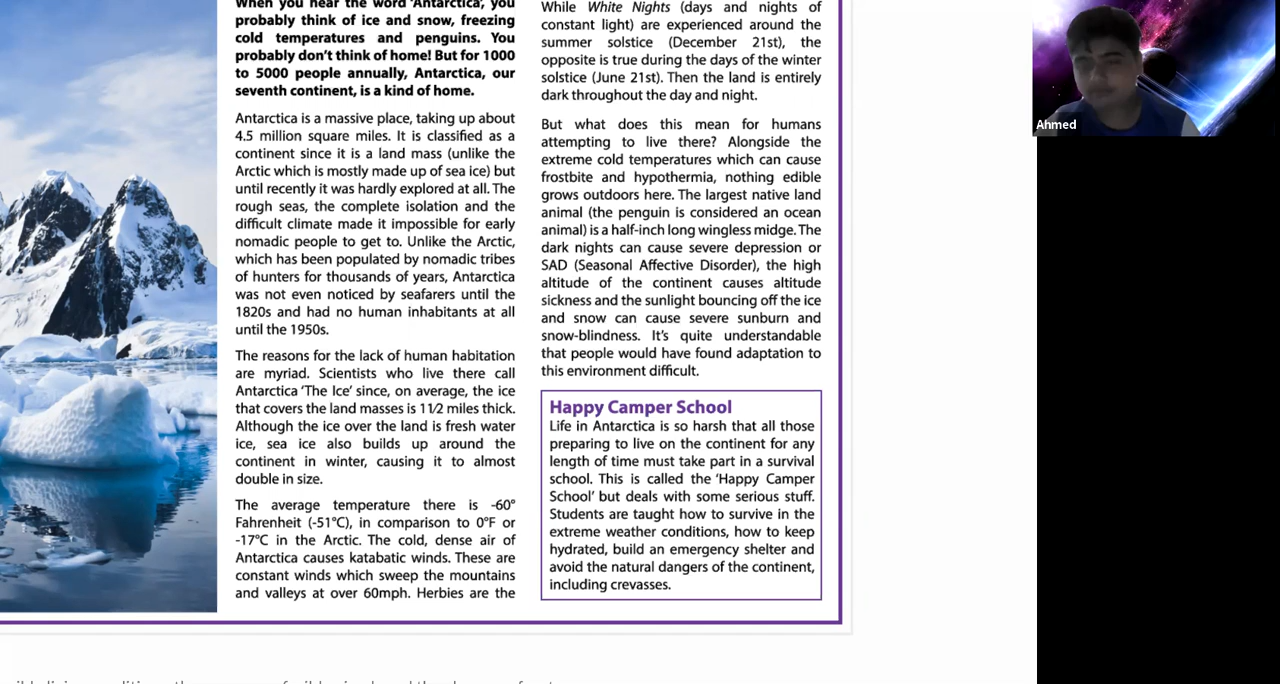 When you hear the word 'Antarctica', you
probably think of ice and snow, freezing
cold temperatures and penguins. You
probably don't think of home! But for 1000
to 5000 people annually, Antarctica, our
seventh continent, is a kind of home.
Antarctica is a massive place, taking up about
4.5 million square miles. It is classified as a
continent since it is a land mass (unlike the
Arctic which is mostly made up of sea ice) but
until recently it was hardly explored at all. The
rough seas, the complete isolation and the
difficult climate made it impossible for early
nomadic people to get to. Unlike the Arctic,
which has been populated by nomadic tribes
of hunters for thousands of years, Antarctica
was not even noticed by seafarers until the
1820s and had no human inhabitants at all
until the 1950s.
The reasons for the lack of human habitation
are myriad. Scientists who live there call
Antarctica 'The Ice' since, on average, the ice
that covers the land masses is 11⁄2 miles thick.
Although the ice over the land is fresh water
ice, sea ice also builds up around the
continent in winter, causing it to almost
double in size.
The average temperature there is -60°
Fahrenheit (-51°C), in comparison to 0°F or
-17°C in the Arctic. The cold, dense air of
Antarctica causes katabatic winds. These are
constant winds which sweep the mountains
and valleys at over 60mph. Herbies are the
While White Nights (days and nights of
constant light) are experienced around the
summer solstice (December 21st), the
opposite is true during the days of the winter
solstice (June 21st). Then the land is entirely
dark throughout the day and night.
But what does this mean for humans
attempting to live there? Alongside the
extreme cold temperatures which can cause
frostbite and hypothermia, nothing edible
grows outdoors here. The largest native land
animal (the penguin is considered an ocean
animal) is a half-inch long wingless midge. The
dark nights can cause severe depression or
SAD (Seasonal Affective Disorder), the high
altitude of the continent causes altitude
sickness and the sunlight bouncing off the ice
and snow can cause severe sunburn and
snow-blindness. It's quite understandable
that people would have found adaptation to
this environment difficult.
Happy Camper School
Life in Antarctica is so harsh that all those
preparing to live on the continent for any
length of time must take part in a survival
school. This is called the 'Happy Camper
School' but deals with some serious stuff.
Students are taught how to survive in the
extreme weather conditions, how to keep
hydrated, build an emergency shelter and
avoid the natural dangers of the continent,
including crevasses.
Ahmed